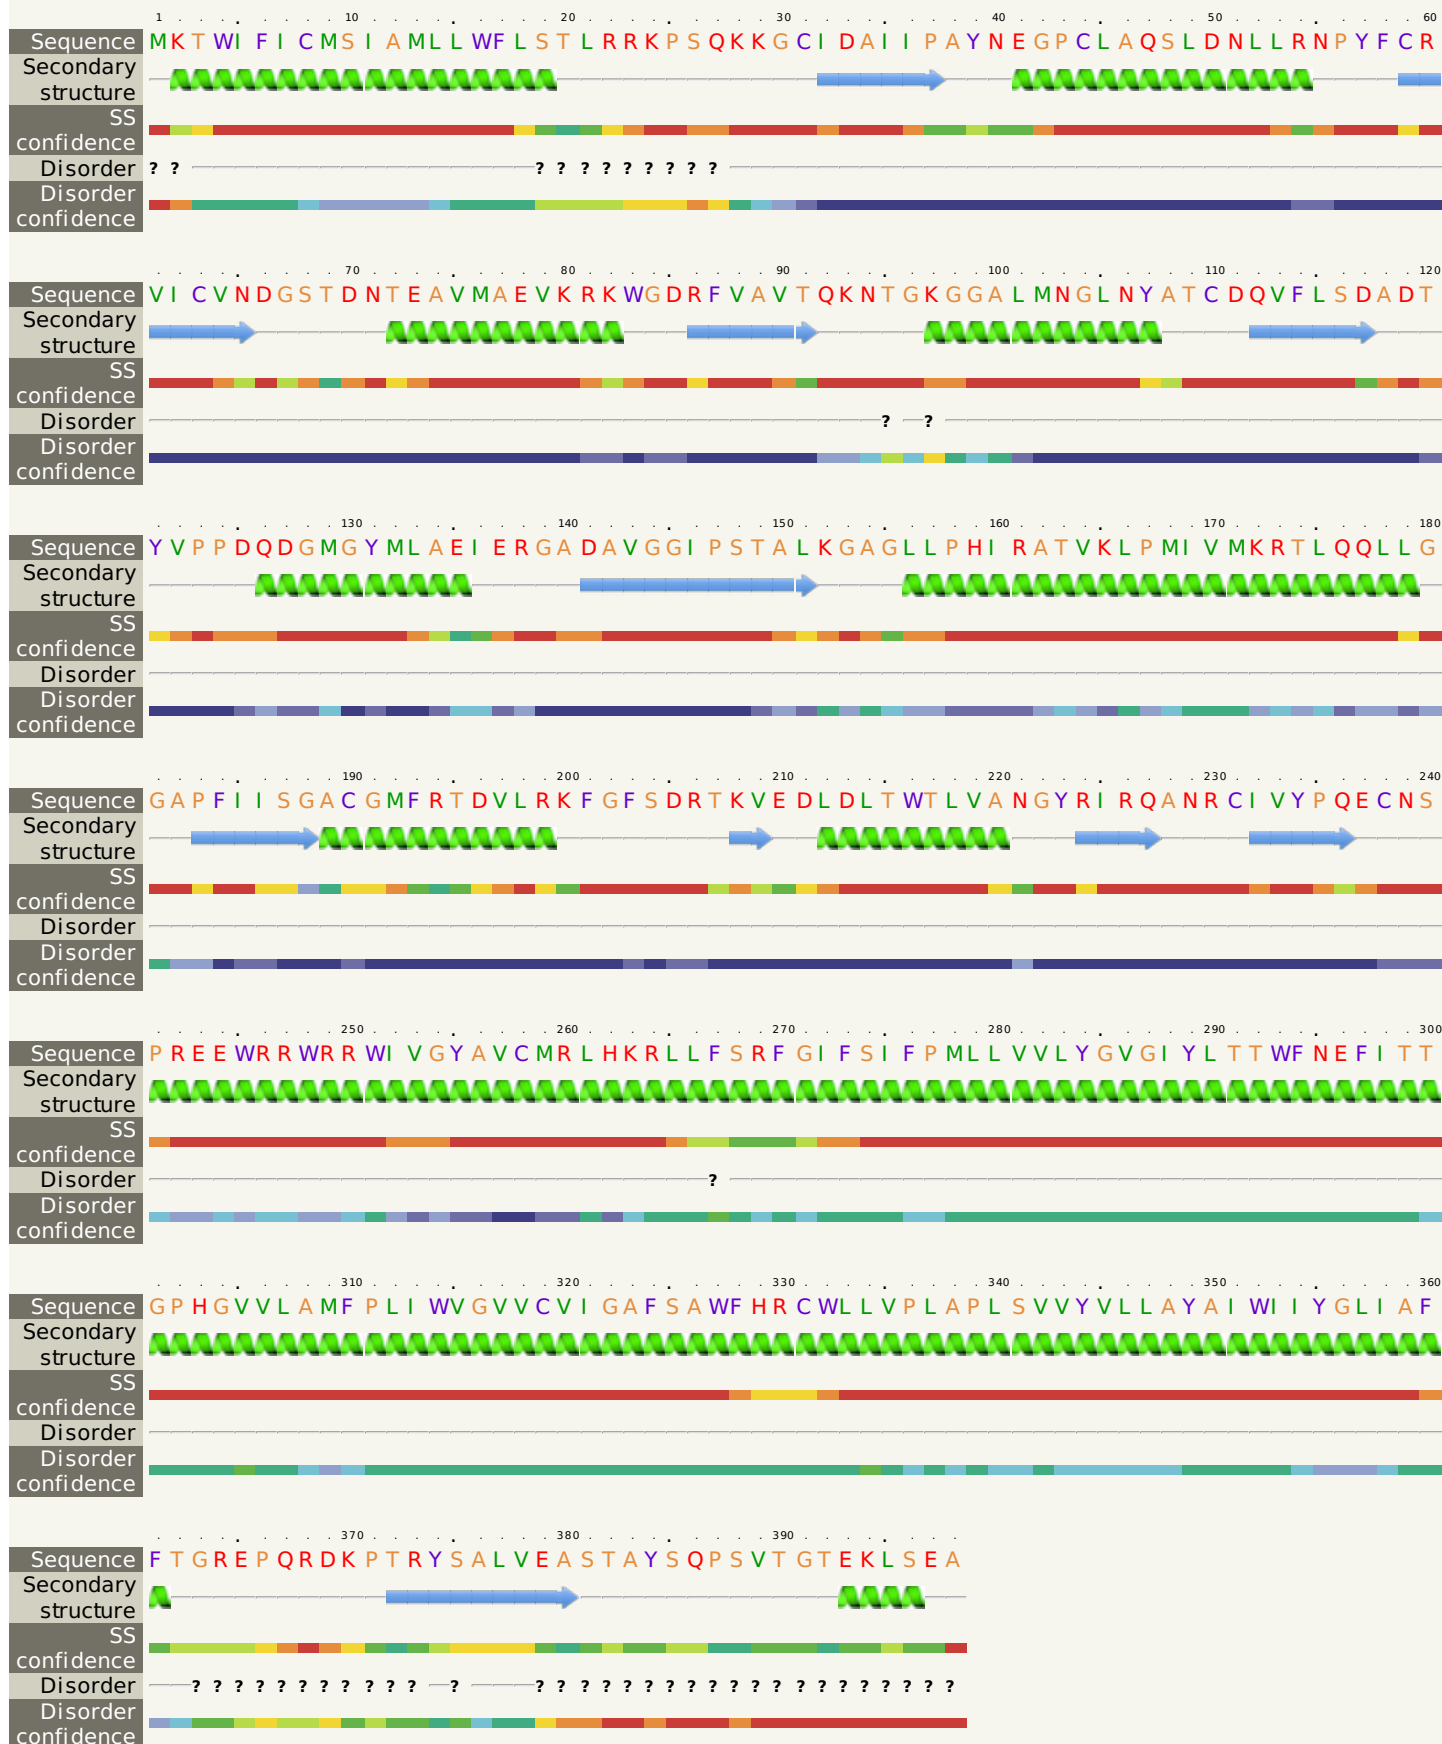 1 10 20 30 40 50 60
Sequence MKTWIFICMSIAMLLWFLSTLRRKPSQKKGCIDAIIPAYNEGPCLAQSLDNLLRNPYFCR
Secondary
structure
SS
confidence
Disorder ? ? ? ? ? ? ? ? ? ? ?
Disorder
confidence
70 80 90 100 110 120
Sequence VICVNDGSTDNTEAVMAEVKRKWGDRFVAVTQKNTGKGGALMNGLNYATCDQVFLSDADT
Secondary
structure
SS
confidence
Disorder ? ?
Disorder
confidence
130 140 150 160 170 180
Sequence YVPPDQDGMGYMLAEIERGADAVGGIPSTALKGAGLLPHIRATVKLPMIVMKRTLQQLLG
Secondary
structure
SS
confidence
Disorder
Disorder
confidence
190 200 210 220 230 240
Sequence GAPFIISGACGMFRTDVLRKFGFSDRTKVEDLDLTWTLVANGYRIRQANRCIVYPQECNS
Secondary
structure
SS
confidence
Disorder
Disorder
confidence
250 260 270 280 290 300
Sequence PREEWRRWRRWIVGYAVCMRLHKRLLFSRFGIFSIFPMLLVVLYGVGIYLTTWFNEFITT
Secondary
structure
SS
confidence
Disorder ?
Disorder
confidence
310 320 330 340 350 360
Sequence GPHGVVLAMFPLIWVGVVCVIGAFSAWFHRCWLLVPLAPLSVVYVLLAYAIWIIYGLIAF
Secondary
structure
SS
confidence
Disorder
Disorder
confidence
370 380 390
Sequence FTGREPQRDKPTRYSALVEASTAYSQPSVTGTEKLSEA
Secondary
structure
SS
confidence
Disorder ? ? ? ? ? ? ? ? ? ? ? ? ? ? ? ? ? ? ? ? ? ? ? ? ? ? ? ? ? ? ?
Disorder
confidence